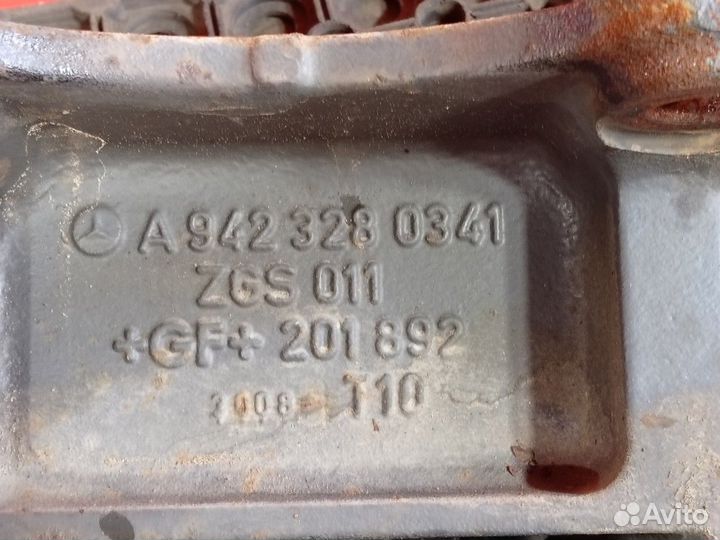 A 942 328 0341
ZGS 011
+GF+ 201 892
2008 T10
Avito